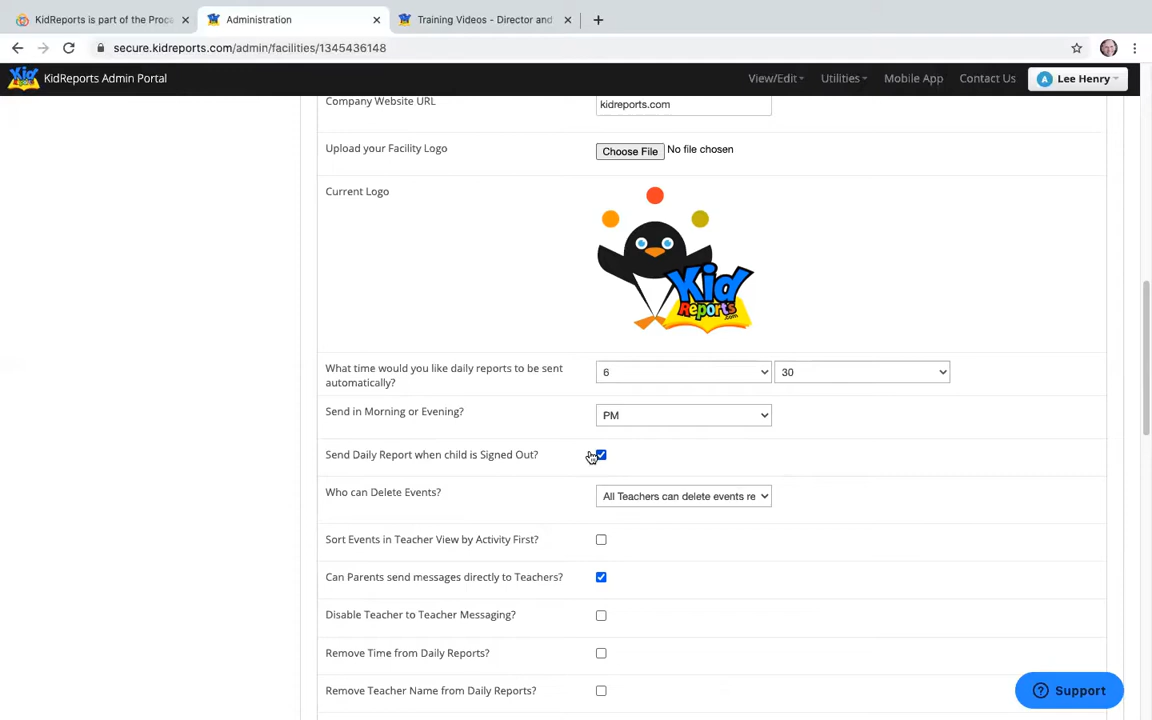 KidReports is part of the Proc
Administration
Training Videos - Director and
secure.kidreports.com/admin/facilities/1345436148
Kid Reports
KidReports Admin Portal
View/Edit
Utilities
Mobile App
Contact Us
A Lee Henry
Company Website URL
kidreports.com
Upload your Facility Logo
Choose File No file chosen
Current Logo
Kid
Reports
.com
What time would you like daily reports to be sent
automatically?
6
30
Send in Morning or Evening?
PM
Send Daily Report when child is Signed Out?
Who can Delete Events?
All Teachers can delete events re
Sort Events in Teacher View by Activity First?
Can Parents send messages directly to Teachers?
Disable Teacher to Teacher Messaging?
Remove Time from Daily Reports?
Remove Teacher Name from Daily Reports?
Support